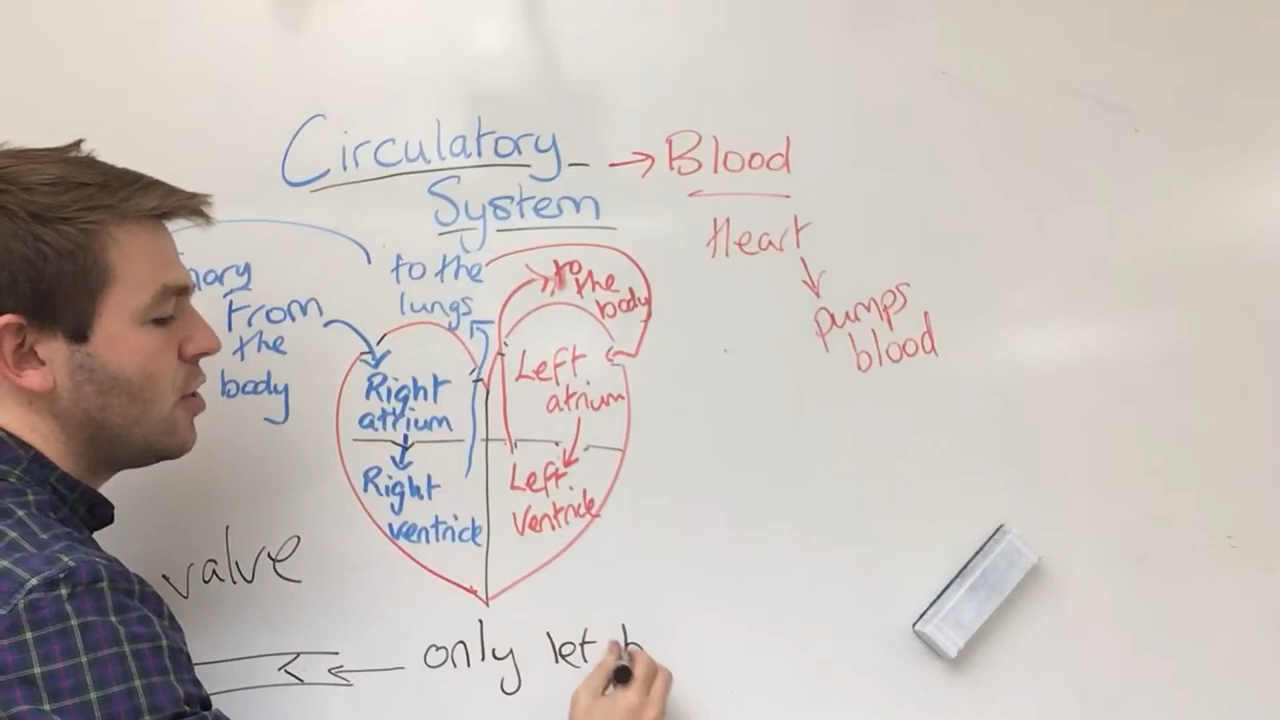 Circulatory → Blood
System
Heart
pumps
blood
to the
lungs
to
the
body
From
the
body
Right
atrium
Left
atrium
Right
ventricle
Left
Ventricle
valve
only let